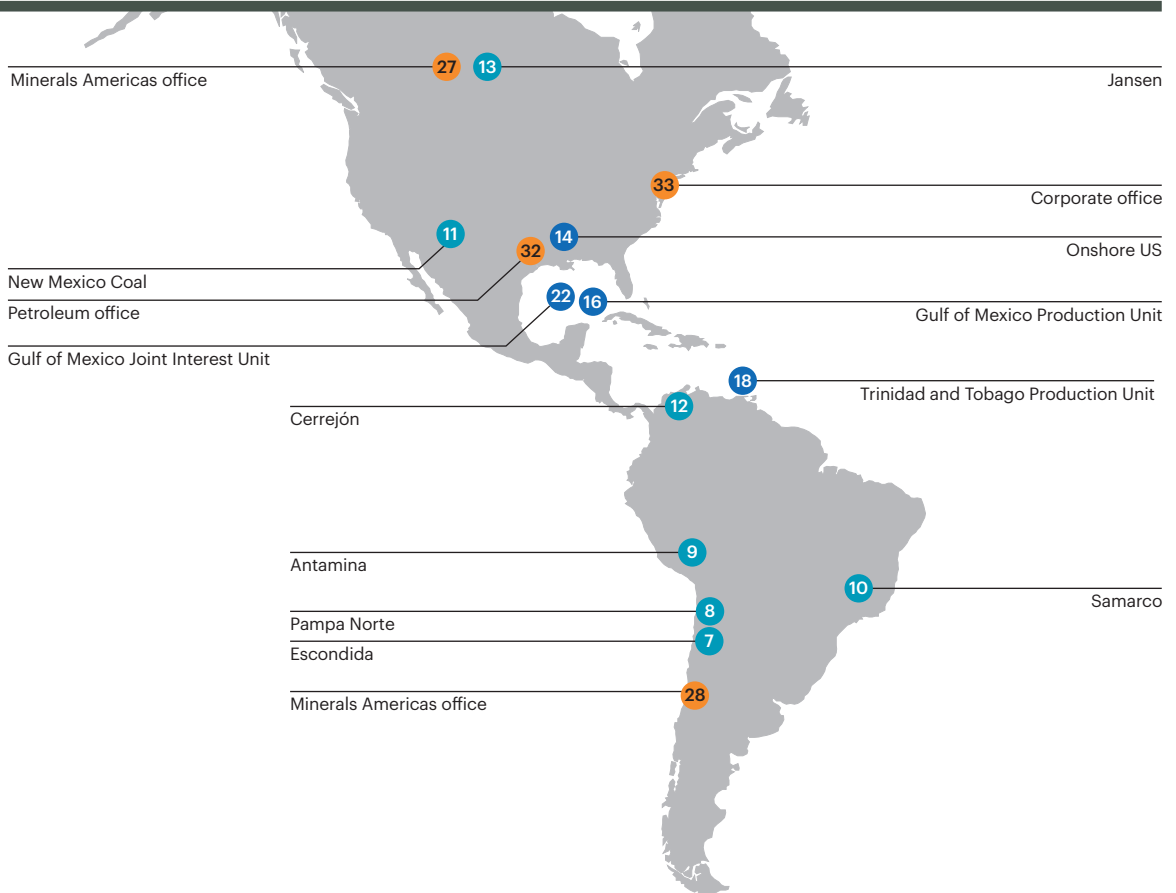 27
13
Minerals Americas office
Jansen
33
Corporate office
11
32
14
Onshore US
New Mexico Coal
22
16
Petroleum office
Gulf of Mexico Production Unit
Gulf of Mexico Joint Interest Unit
18
Trinidad and Tobago Production Unit
12
Cerrejón
9
Antamina
10
Samarco
8
Pampa Norte
7
Escondida
28
Minerals Americas office